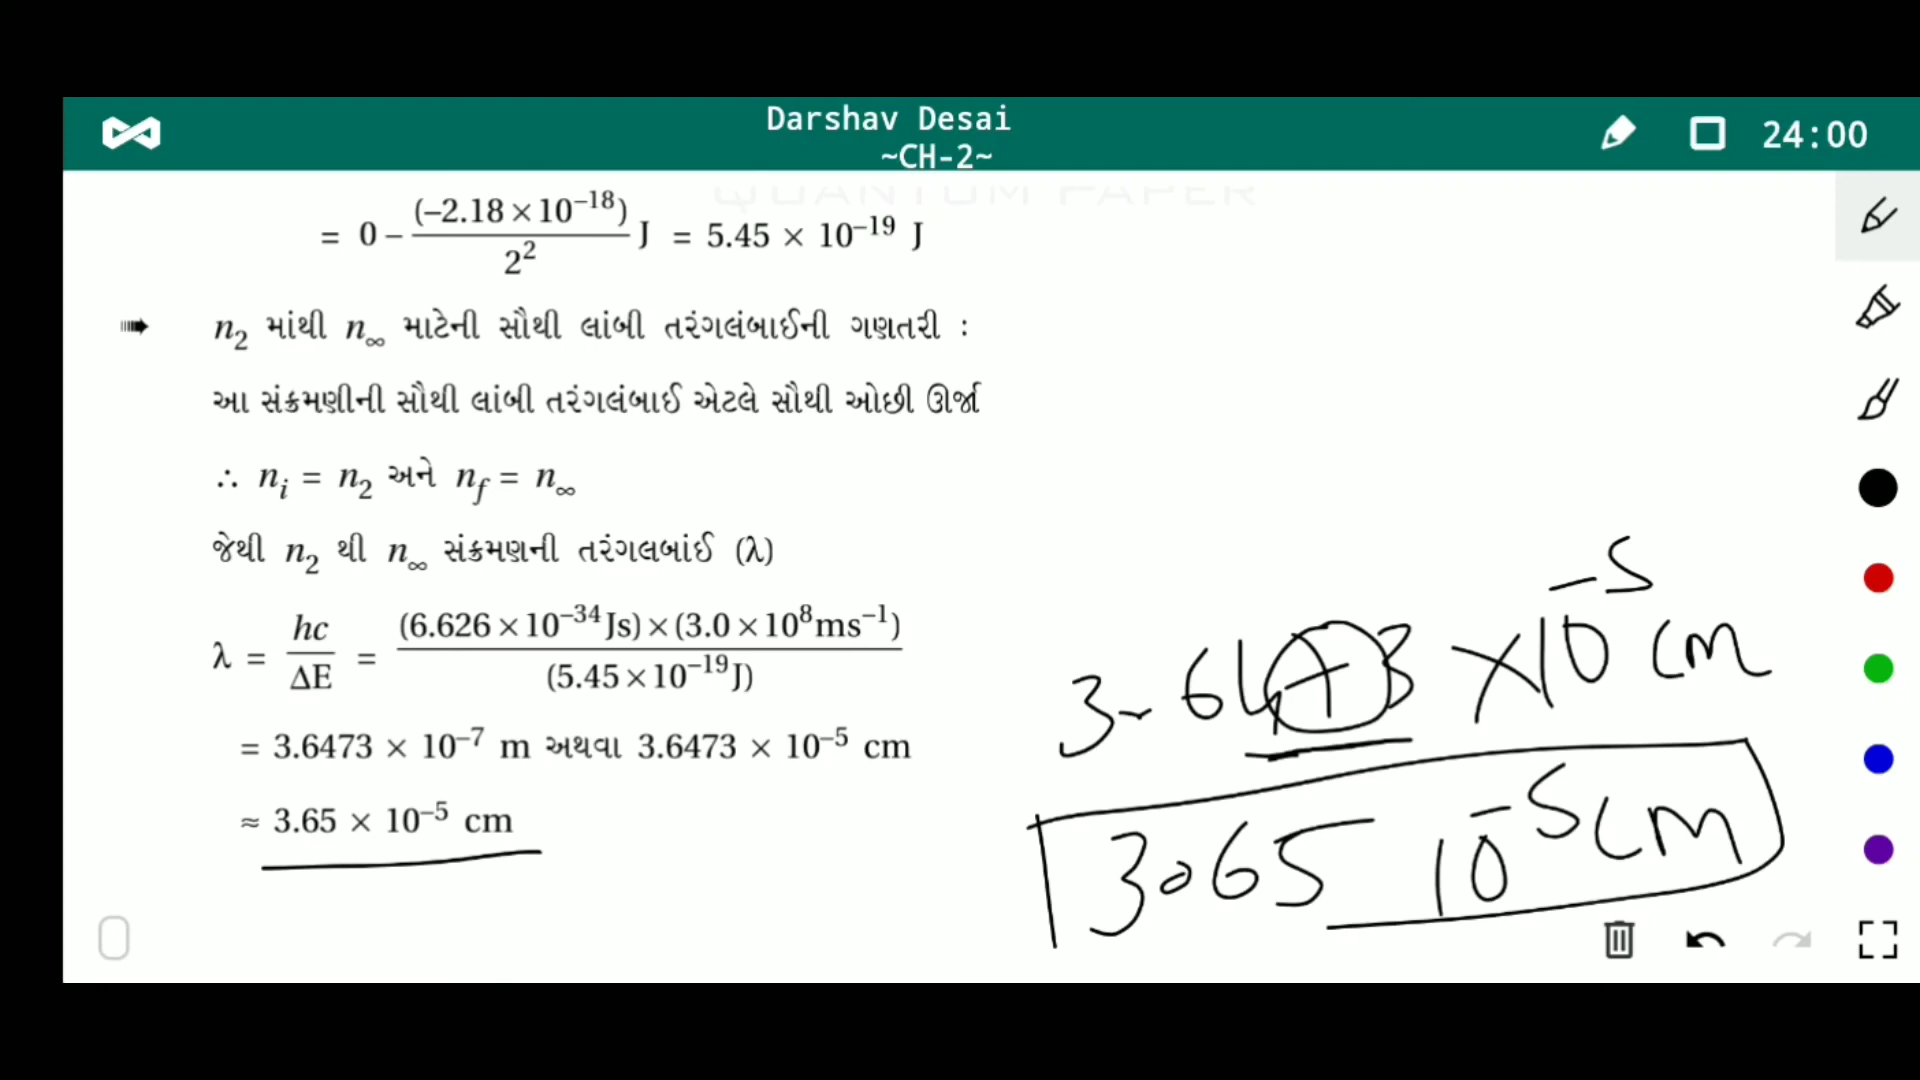 Darshav Desai
~CH-2~
24:00
QUANTUM PAPER
= 0 – (–2.18 × 10⁻¹⁸) / 2² J = 5.45 × 10⁻¹⁹ J
➠ n₂ માંથી n∞ માટેની સૌથી લાંબી તરંગલંબાઈની ગણતરી :
આ સંક્રમણીની સૌથી લાંબી તરંગલંબાઈ એટલે સૌથી ઓછી ઊર્જા
∴ nᵢ = n₂ અને n_f = n∞
જેથી n₂ થી n∞ સંક્રમણની તરંગલબાંઈ (λ)
λ = hc / ΔE = (6.626 × 10⁻³⁴ Js) × (3.0 × 10⁸ ms⁻¹) / (5.45 × 10⁻¹⁹ J)
= 3.6473 × 10⁻⁷ m અથવા 3.6473 × 10⁻⁵ cm
≈ 3.65 × 10⁻⁵ cm
3.6473 × 10⁻⁵ cm
3.65 10⁻⁵ cm